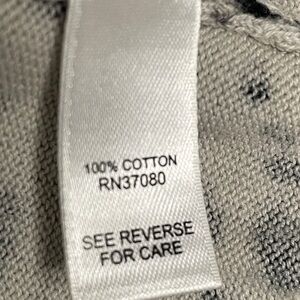 100% COTTON
RN37080
SEE REVERSE
FOR CARE